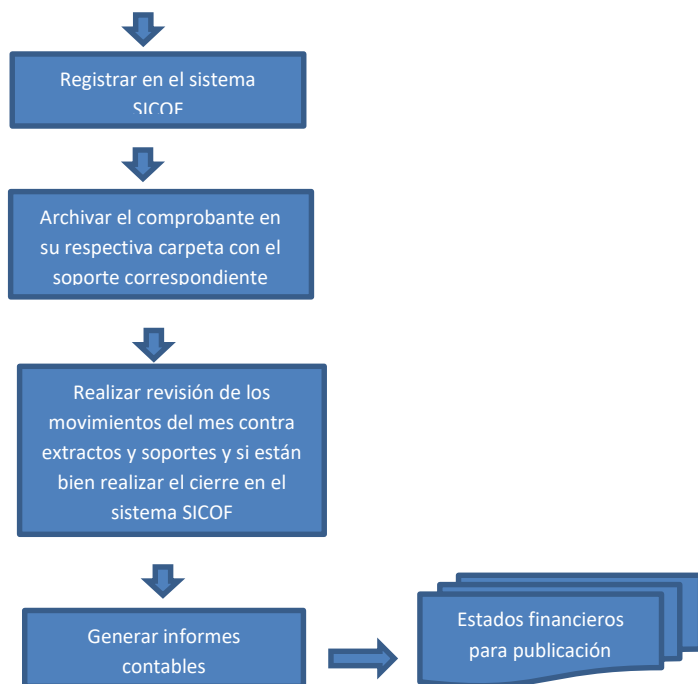 Registrar en el sistema
SICOF
Archivar el comprobante en
su respectiva carpeta con el
soporte correspondiente
Realizar revisión de los
movimientos del mes contra
extractos y soportes y si están
bien realizar el cierre en el
sistema SICOF
Generar informes
contables
Estados financieros
para publicación